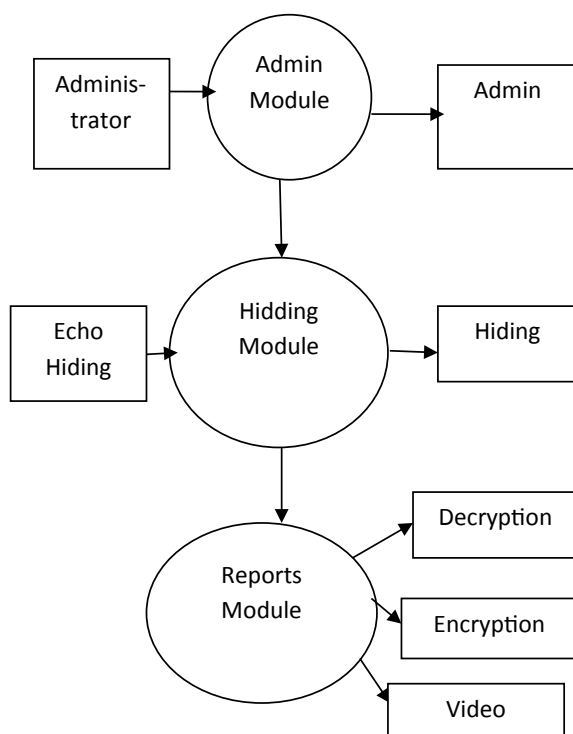 Adminis-
trator
Admin
Module
Admin
Echo
Hiding
Hidding
Module
Hiding
Reports
Module
Decryption
Encryption
Video